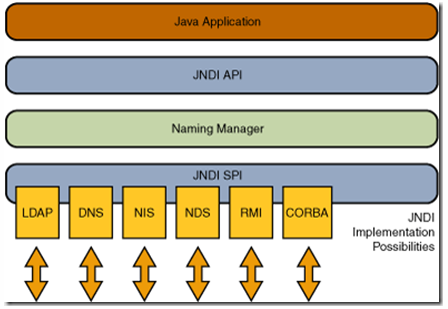 Java Application
JNDI API
Naming Manager
JNDI SPI
LDAP DNS NIS NDS RMI CORBA
JNDI
Implementation
Possibilities